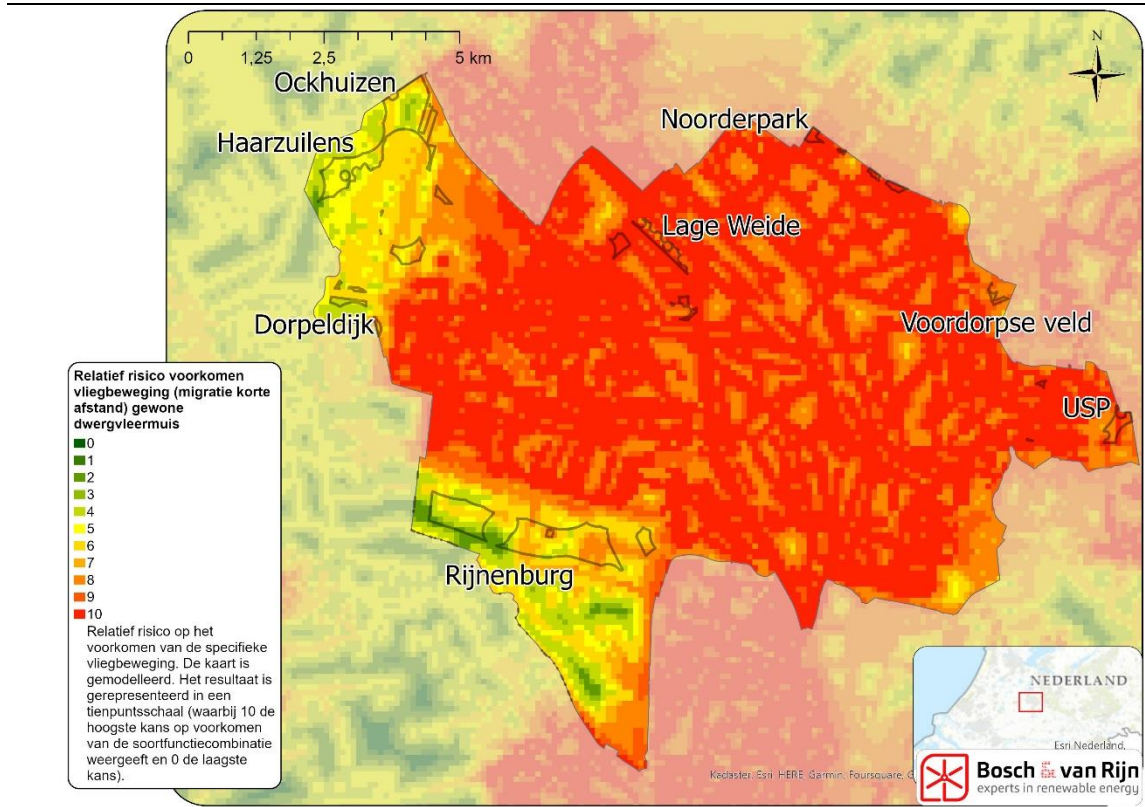 N
0 1,25 2,5 5 km
Ockhuizen
Haarzuilens
Noorderpark
Lage Weide
Dorpeldijk
Voordorpse veld
USP
Rijnenburg
Relatief risico voorkomen
vliegbeweging (migratie korte
afstand) gewone
dwergvleermuis
0
1
2
3
4
5
6
7
8
9
10
Relatief risico op het
voorkomen van de specifieke
vliegbeweging. De kaart is
gemodelleerd. Het resultaat is
gerepresenteerd in een
tienpuntsschaal (waarbij 10 de
hoogste kans op voorkomen
van de soortfunctiecombinatie
weergeeft en 0 de laagste
kans).
NEDERLAND
Esri Nederland,
Kadaster, Esri, HERE, Garmin, Foursquare,
Bosch & van Rijn
experts in renewable energy